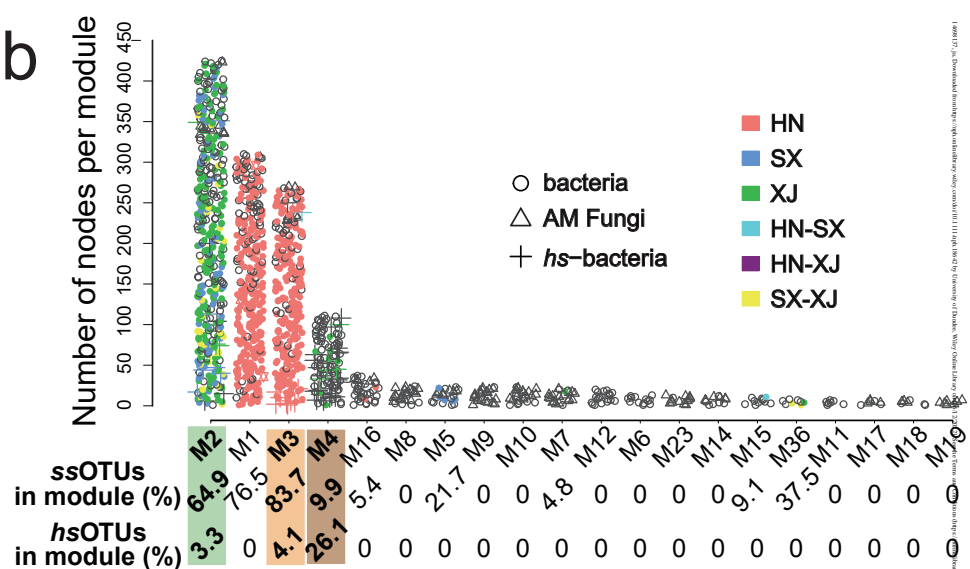 b
Number of nodes per module
450
400
350
300
250
200
150
100
50
0
bacteria
AM Fungi
hs-bacteria
HN
SX
XJ
HN-SX
HN-XJ
SX-XJ
M2 M1 M3 M4 M16 M8 M5 M9 M10 M7 M12 M6 M23 M14 M15 M36 M11 M17 M18 M19
ssOTUs
in module (%)
64.9 76.5 83.7 9.9 5.4 0 21.7 0 0 4.8 0 0 0 0 9.1 37.5 0 0 0 0
hsOTUs
in module (%)
3.3 0 4.1 26.1 0 0 0 0 0 0 0 0 0 0 0 0 0 0 0 0